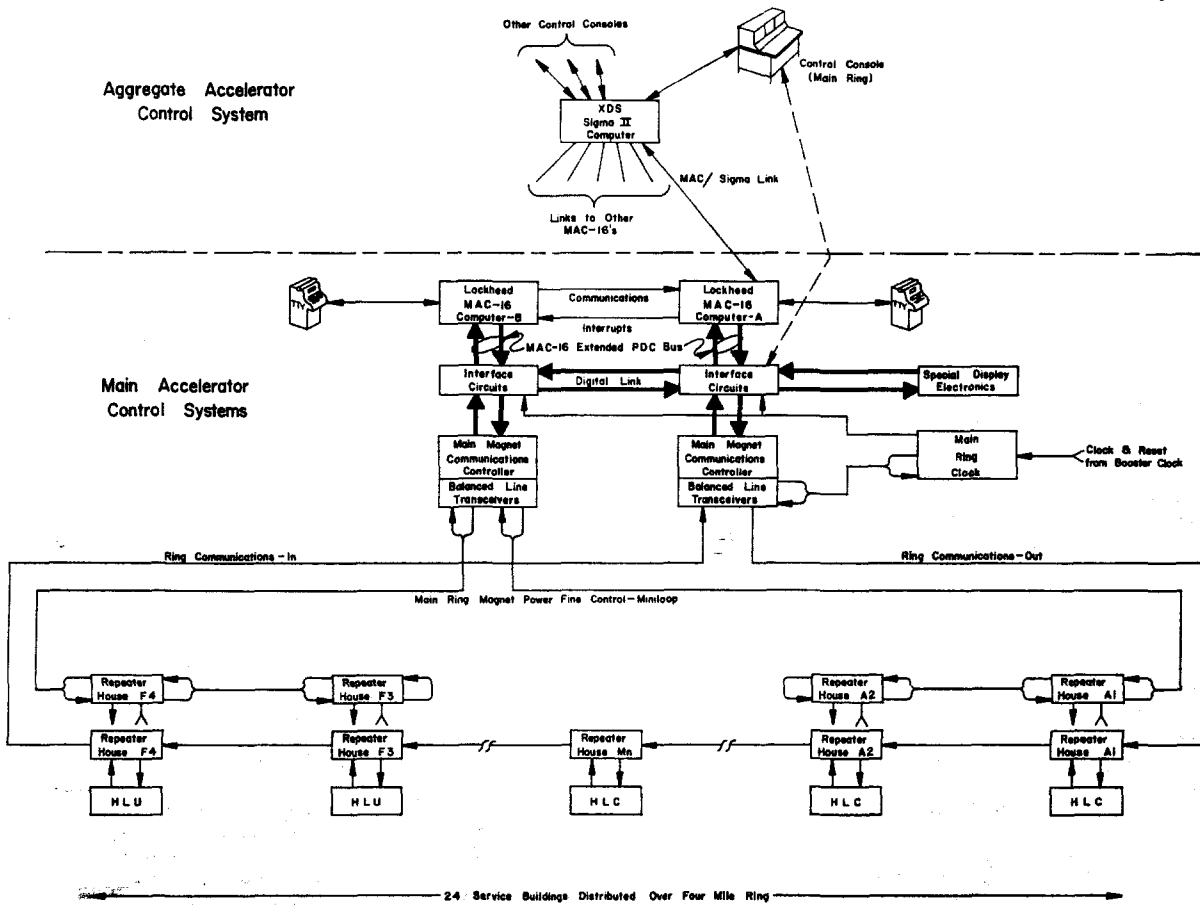 Other Control Consoles
Aggregate Accelerator
Control System
Control Console
(Main Ring)
XDS
Sigma II
Computer
MAC/ Sigma Link
Links to Other
MAC-16's
TTY
Lockheed
MAC-16
Computer-B
Communications
Interrupts
Lockheed
MAC-16
Computer-A
TTY
MAC-16 Extended PDC Bus
Main Accelerator
Control Systems
Interface
Circuits
Digital Link
Interface
Circuits
Special Display
Electronics
Main Magnet
Communications
Controller
Balanced Line
Transceivers
Main Magnet
Communications
Controller
Balanced Line
Transceivers
Main
Ring
Clock
Clock & Reset
from Booster Clock
Ring Communications-In
Ring Communications-Out
Main Ring Magnet Power Fine Control-Miniloop
Repeater
House F4
Repeater
House F3
Repeater
House A2
Repeater
House A1
Repeater
House F4
Repeater
House F3
Repeater
House Mn
Repeater
House A2
Repeater
House A1
HLU
HLU
HLC
HLC
HLC
24 Service Buildings Distributed Over Four Mile Ring